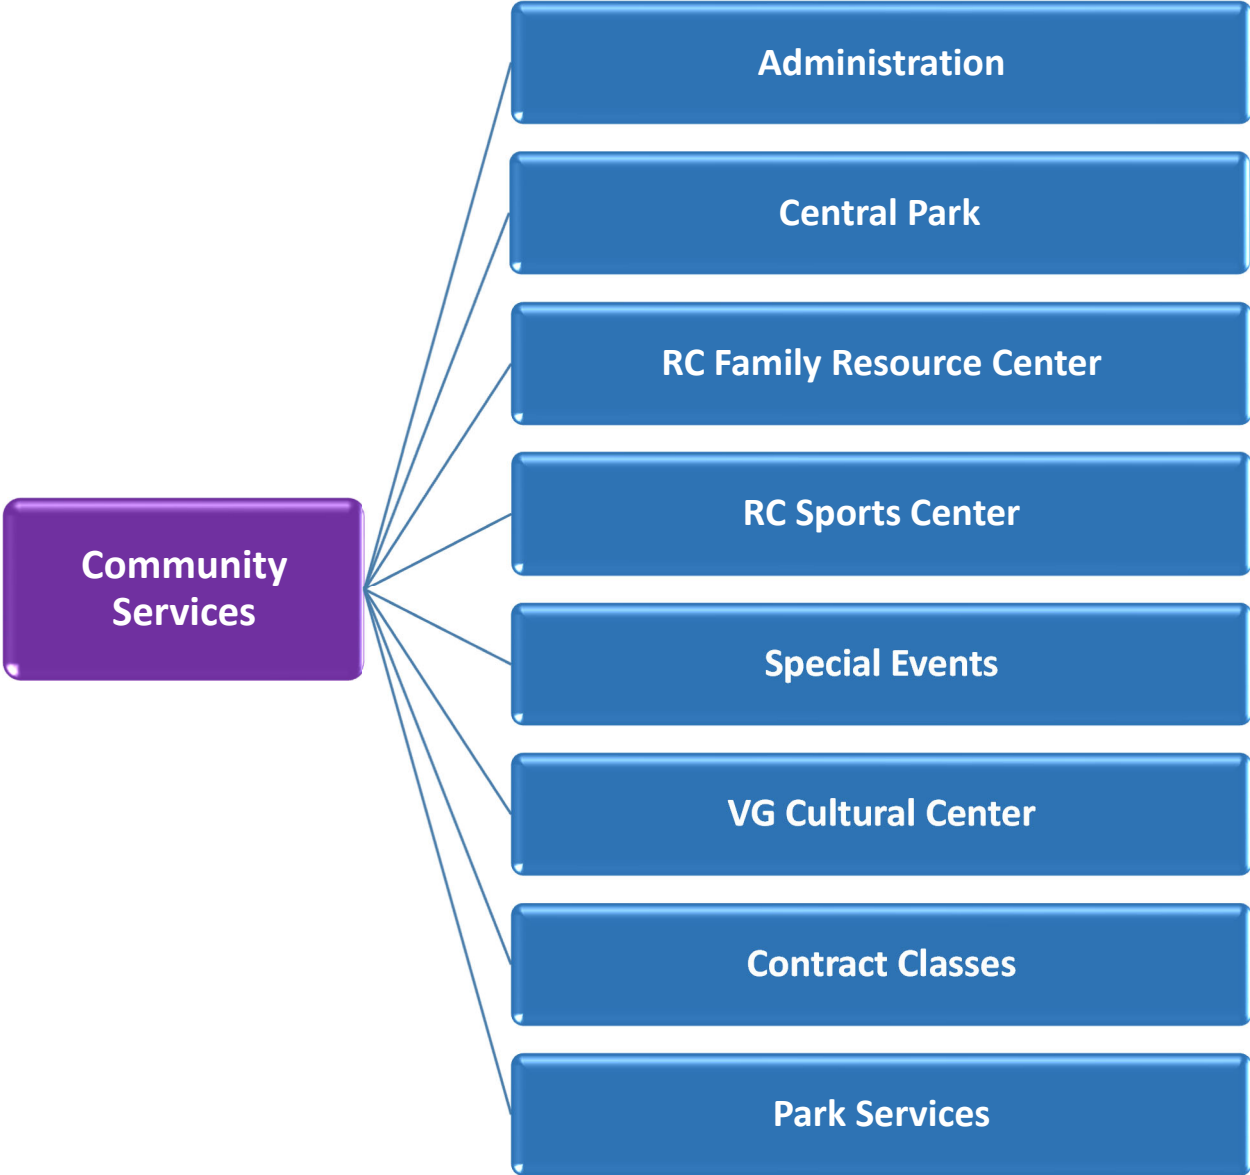 Administration
Central Park
RC Family Resource Center
RC Sports Center
Community
Services
Special Events
VG Cultural Center
Contract Classes
Park Services